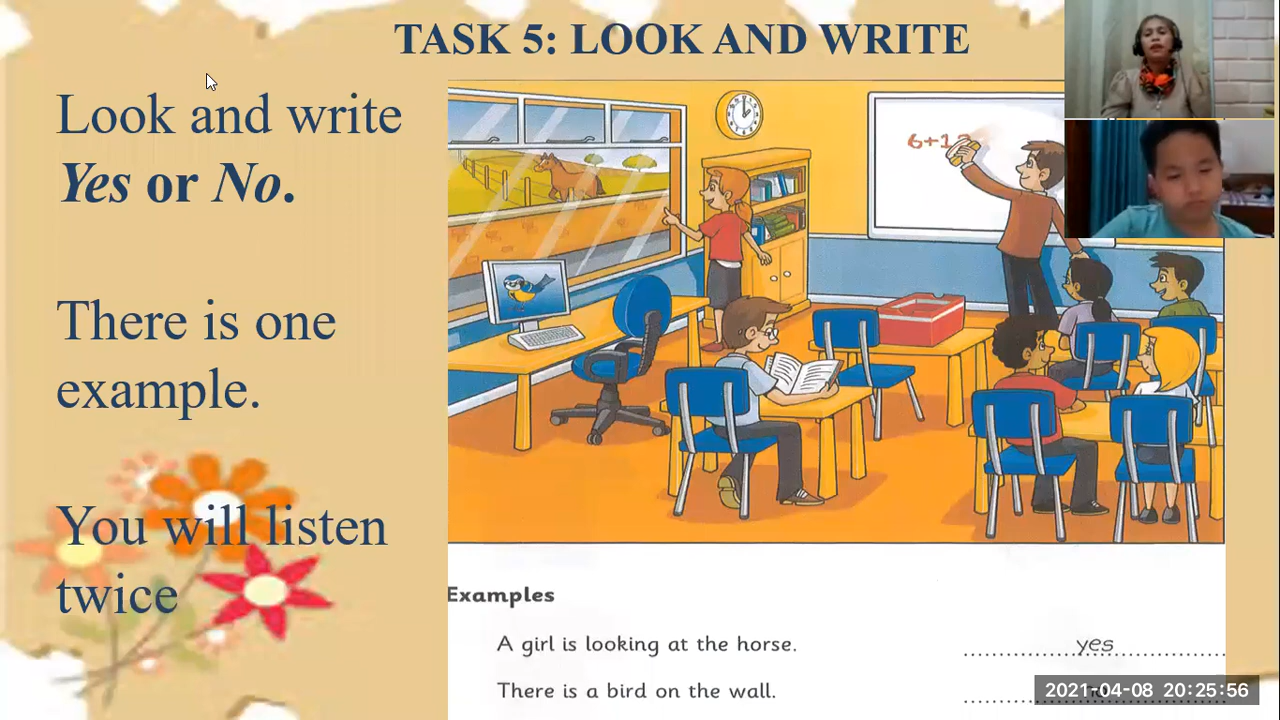 TASK 5: LOOK AND WRITE
Look and write
Yes or No.
There is one
example.
You will listen
twice
6+1
Examples
A girl is looking at the horse.
yes
There is a bird on the wall.
2021-04-08 20:25:56